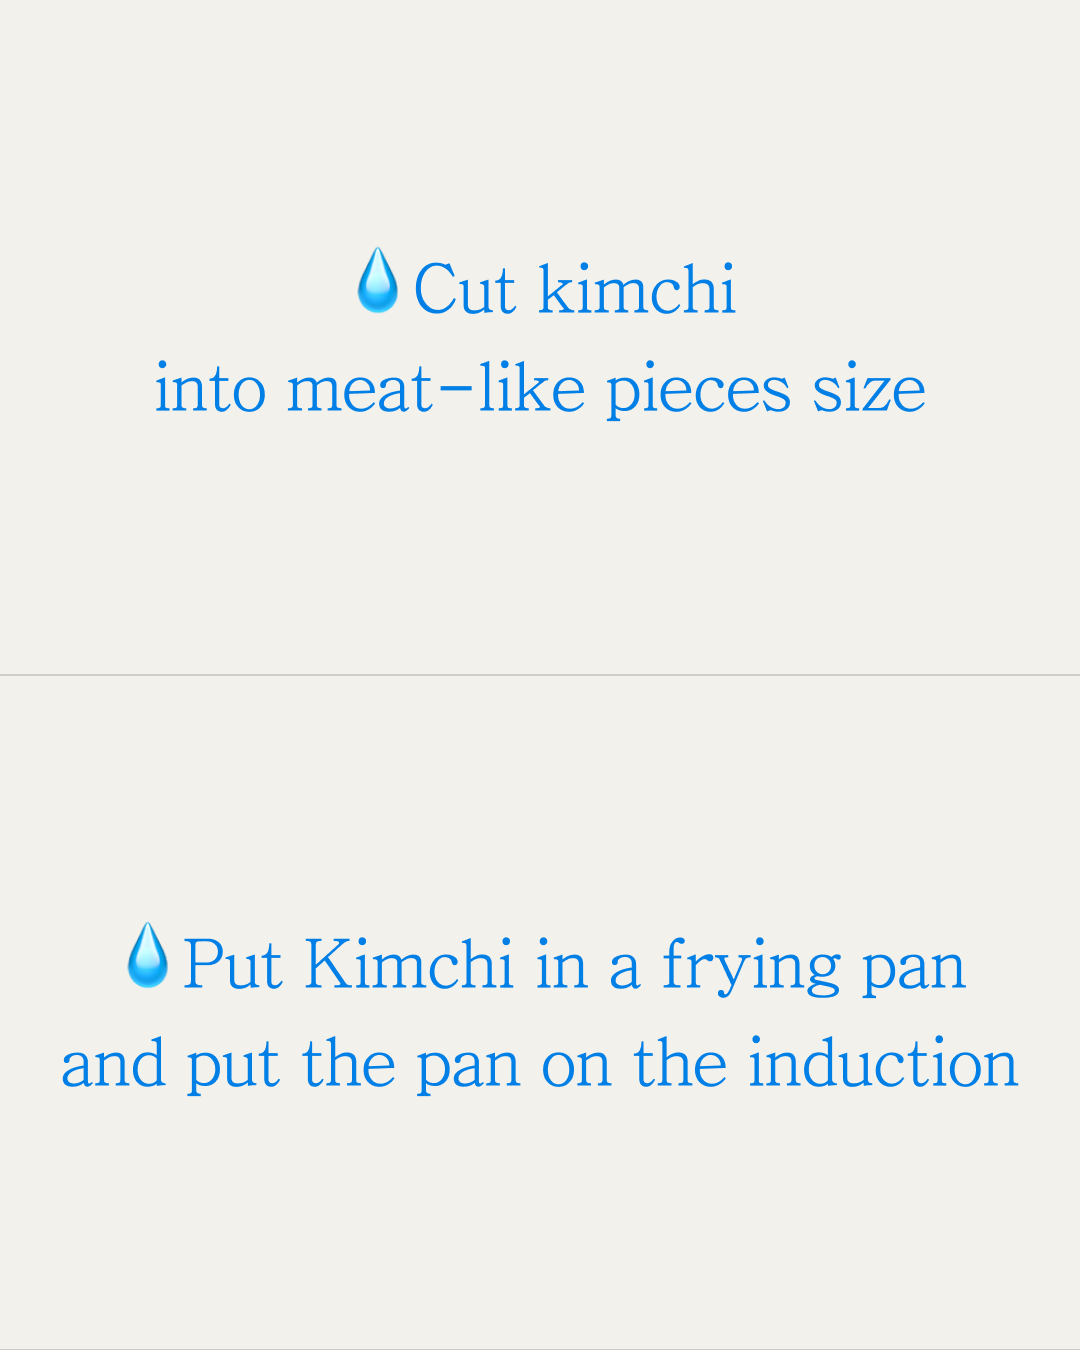 💧Cut kimchi
into meat-like pieces size
💧Put Kimchi in a frying pan
and put the pan on the induction